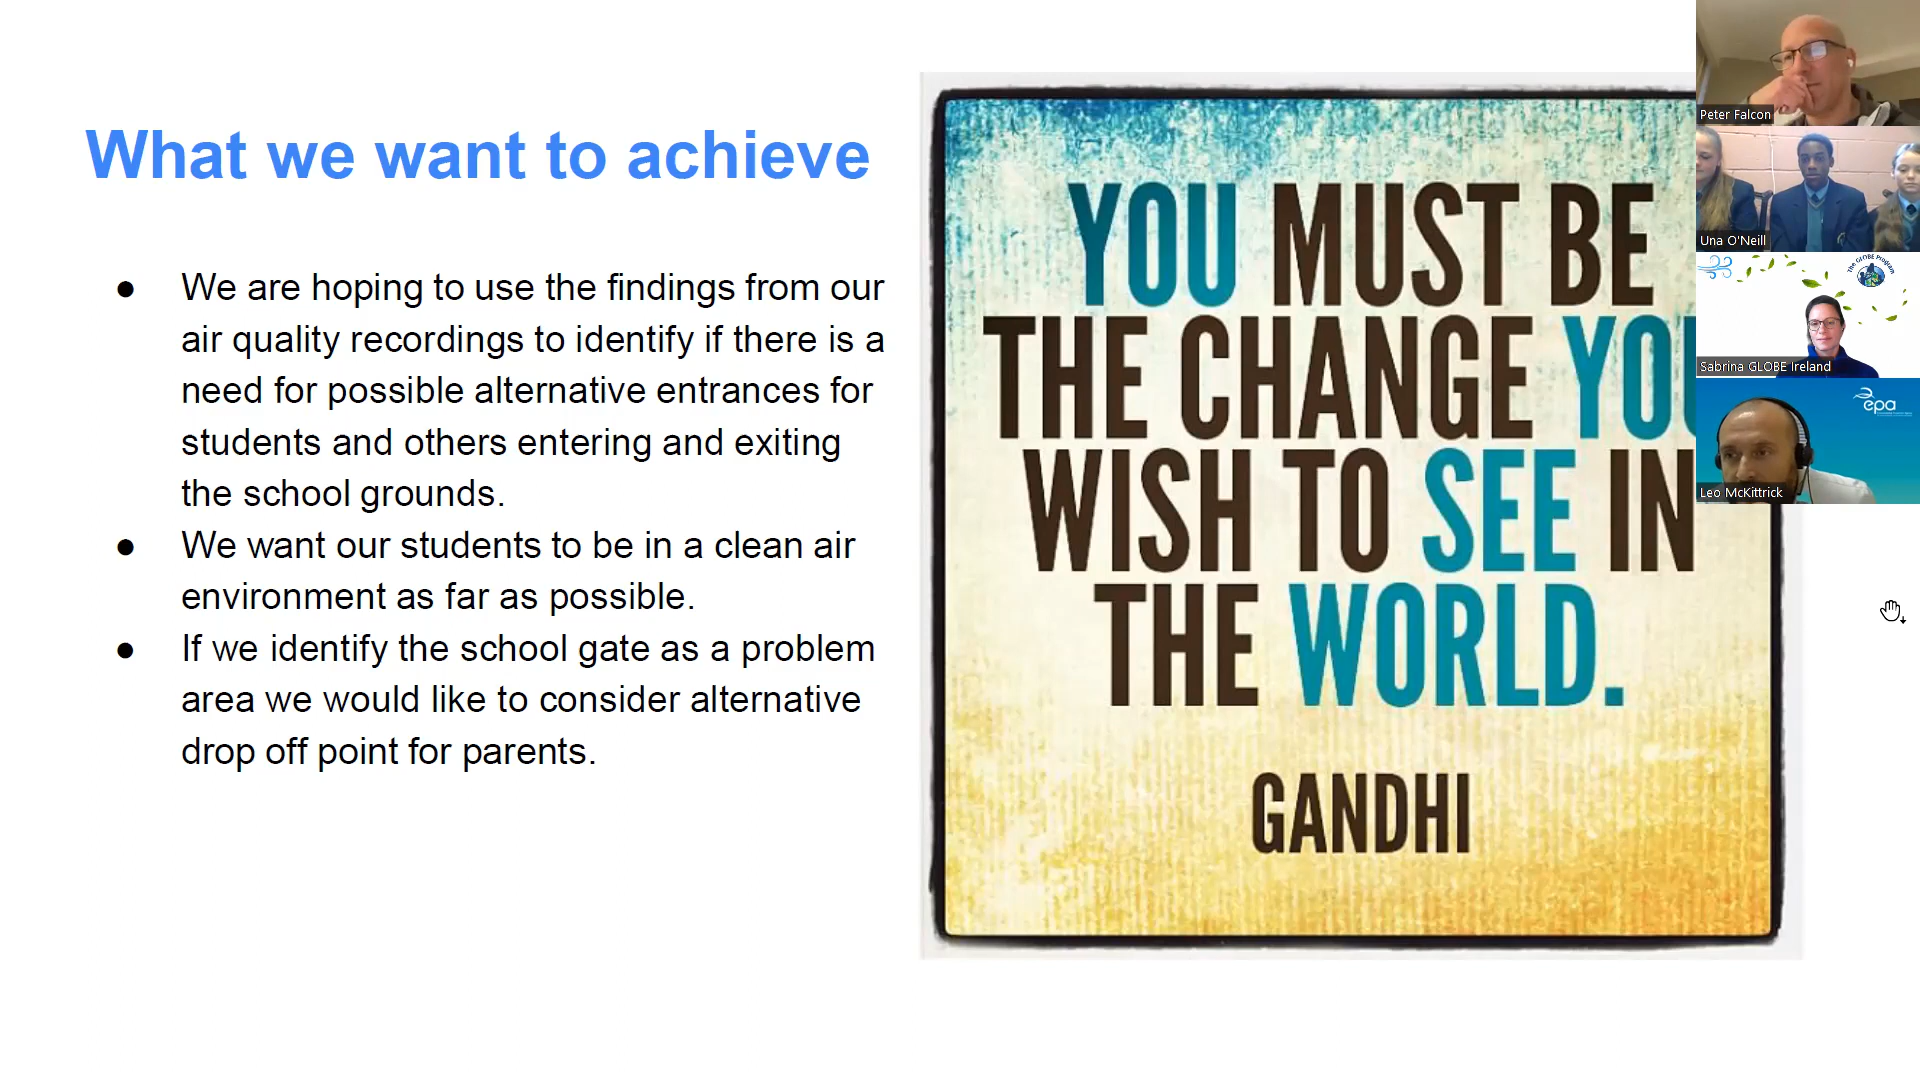 What we want to achieve
● We are hoping to use the findings from our
air quality recordings to identify if there is a
need for possible alternative entrances for
students and others entering and exiting
the school grounds.
● We want our students to be in a clean air
environment as far as possible.
● If we identify the school gate as a problem
area we would like to consider alternative
drop off point for parents.
YOU MUST BE
THE CHANGE YOU
WISH TO SEE IN
THE WORLD.
GANDHI
Peter Falcon
Una O'Neill
The GLOBE Program
Sabrina GLOBE Ireland
epa
Leo McKittrick